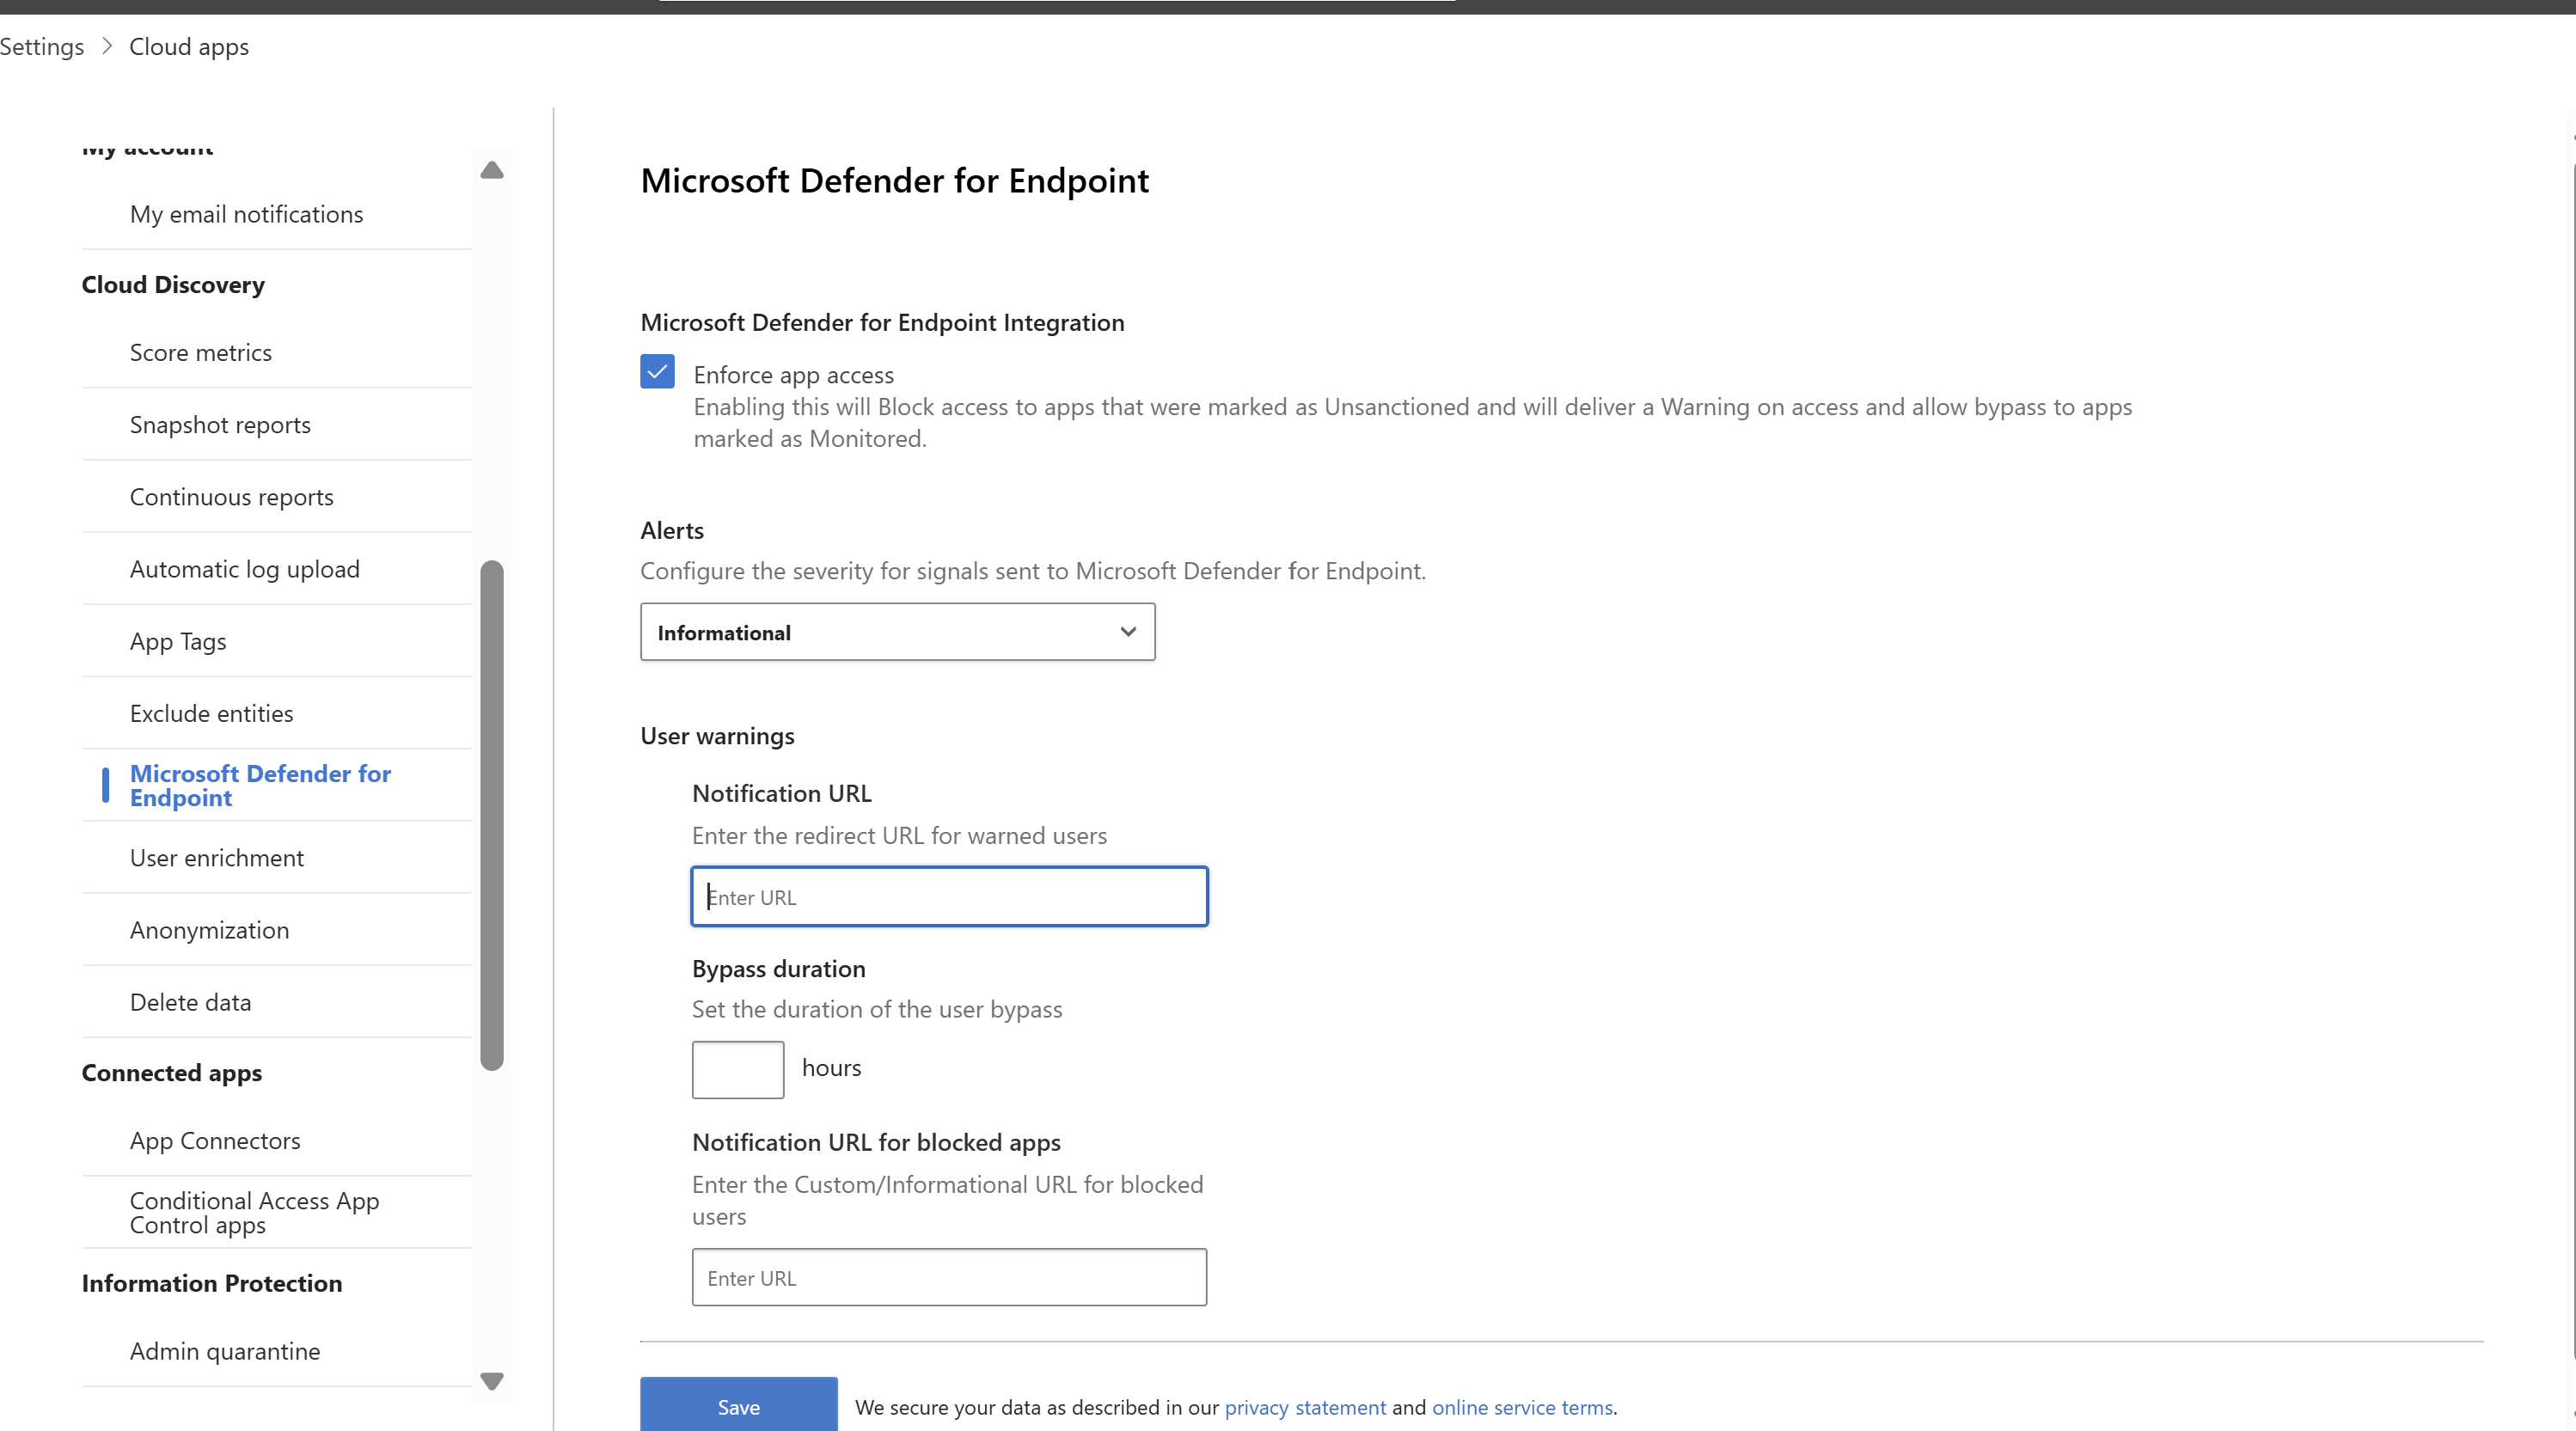 Settings > Cloud apps
My account
My email notifications
Cloud Discovery
Score metrics
Snapshot reports
Continuous reports
Automatic log upload
App Tags
Exclude entities
Microsoft Defender for
Endpoint
User enrichment
Anonymization
Delete data
Connected apps
App Connectors
Conditional Access App
Control apps
Information Protection
Admin quarantine
Microsoft Defender for Endpoint
Microsoft Defender for Endpoint Integration
Enforce app access
Enabling this will Block access to apps that were marked as Unsanctioned and will deliver a Warning on access and allow bypass to apps
marked as Monitored.
Alerts
Configure the severity for signals sent to Microsoft Defender for Endpoint.
Informational
User warnings
Notification URL
Enter the redirect URL for warned users
Enter URL
Bypass duration
Set the duration of the user bypass
hours
Notification URL for blocked apps
Enter the Custom/Informational URL for blocked
users
Enter URL
Save
We secure your data as described in our privacy statement and online service terms.